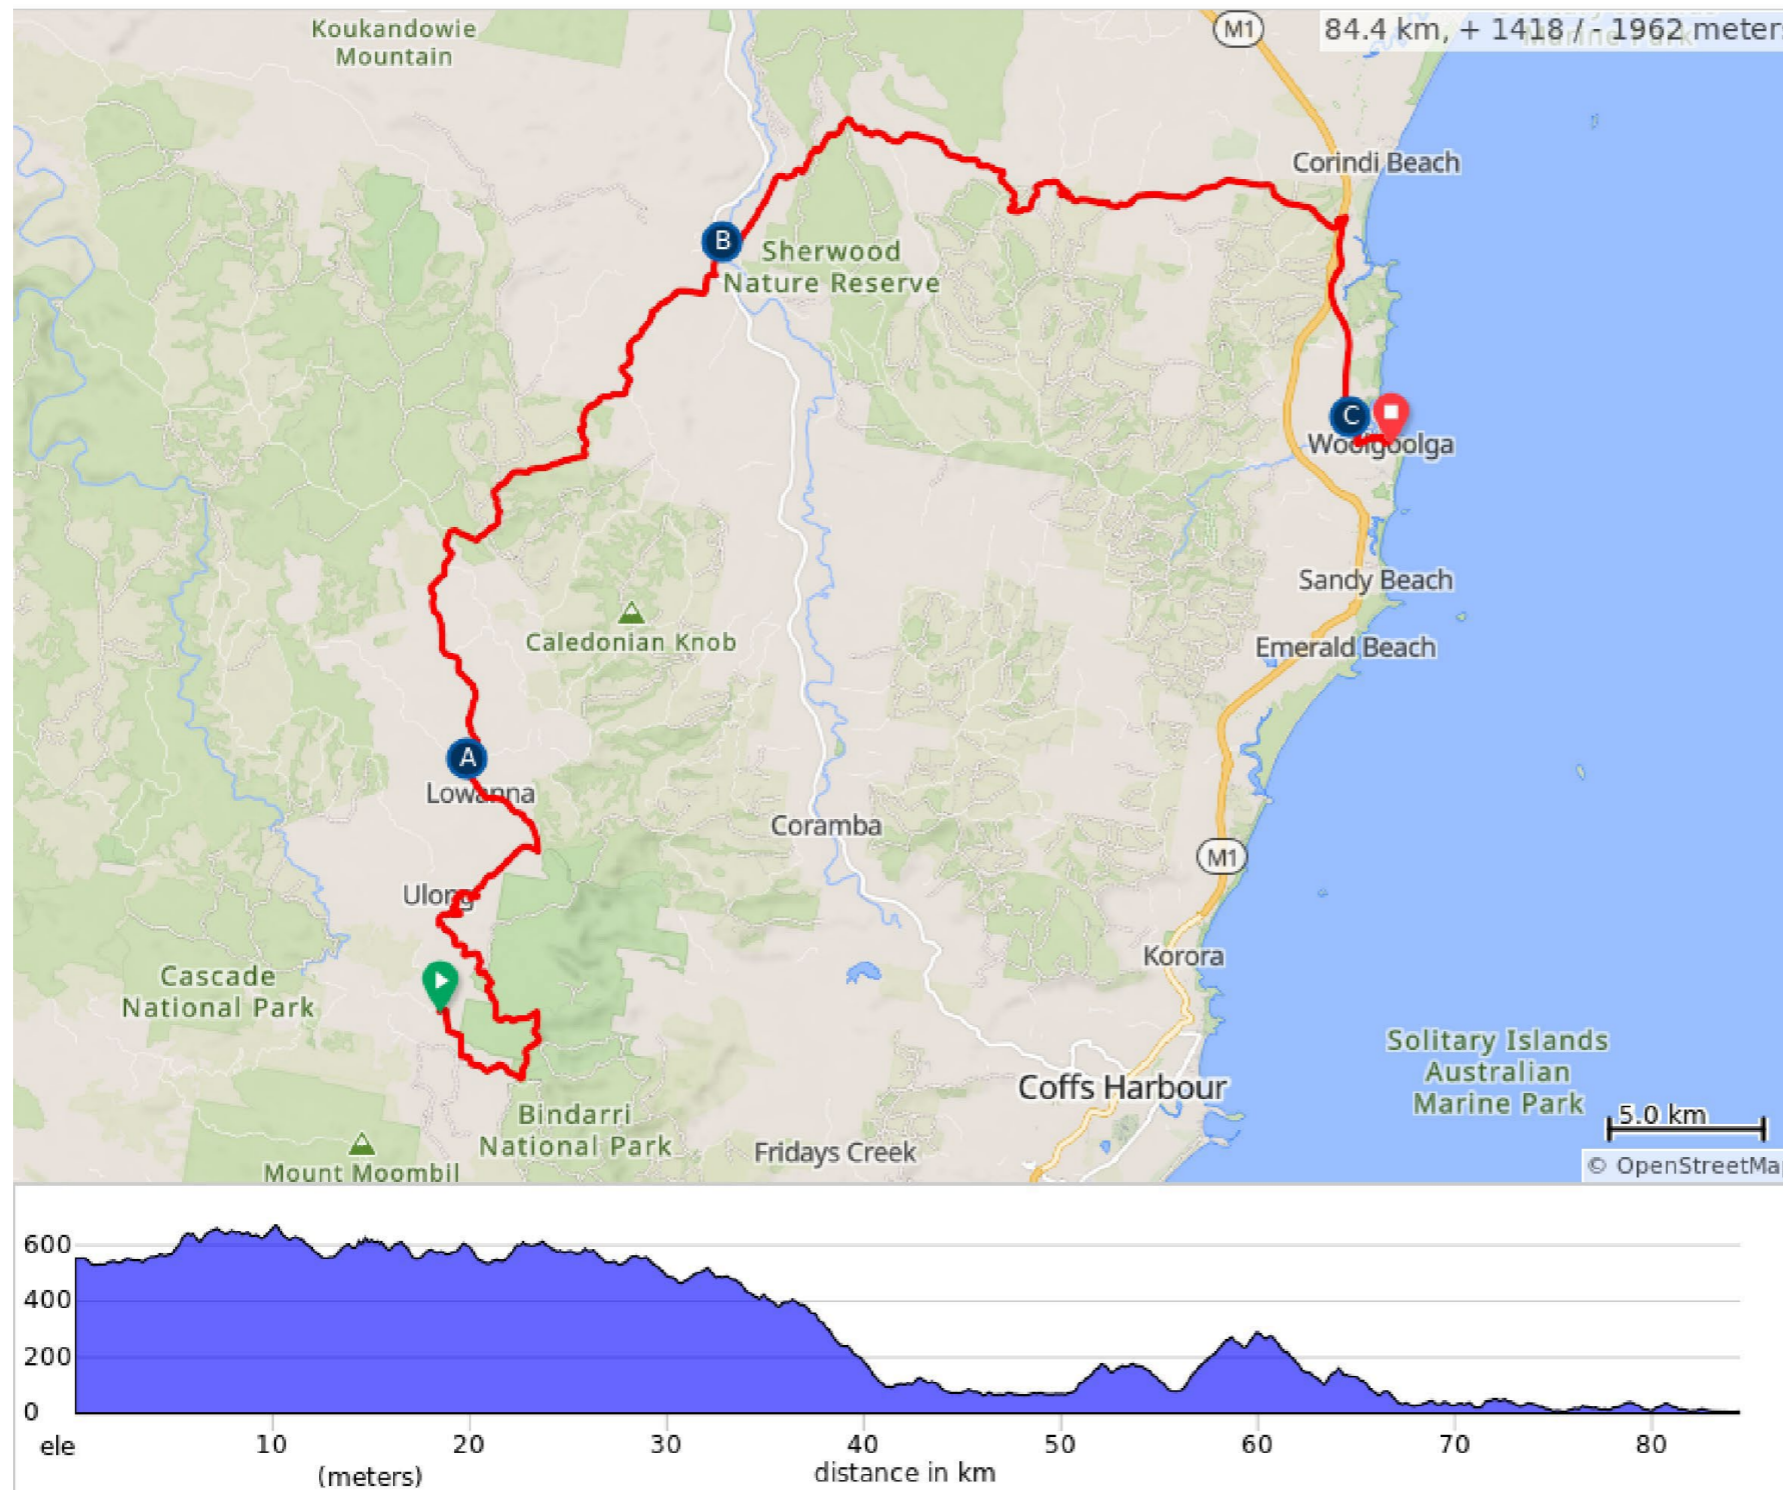 Koukandowie
Mountain
M1
84.4 km, + 1418 / - 1962 meters
Corindi Beach
B
Sherwood
Nature Reserve
C
Woolgoolga
Sandy Beach
Caledonian Knob
Emerald Beach
A
Lowanna
Coramba
M1
Ulong
Korora
Cascade
National Park
Solitary Islands
Australian
Marine Park
Coffs Harbour
5.0 km
Bindarri
National Park
Fridays Creek
Mount Moombil
© OpenStreetMap
600
400
200
0
ele
10
20
30
40
50
60
70
80
(meters)
distance in km